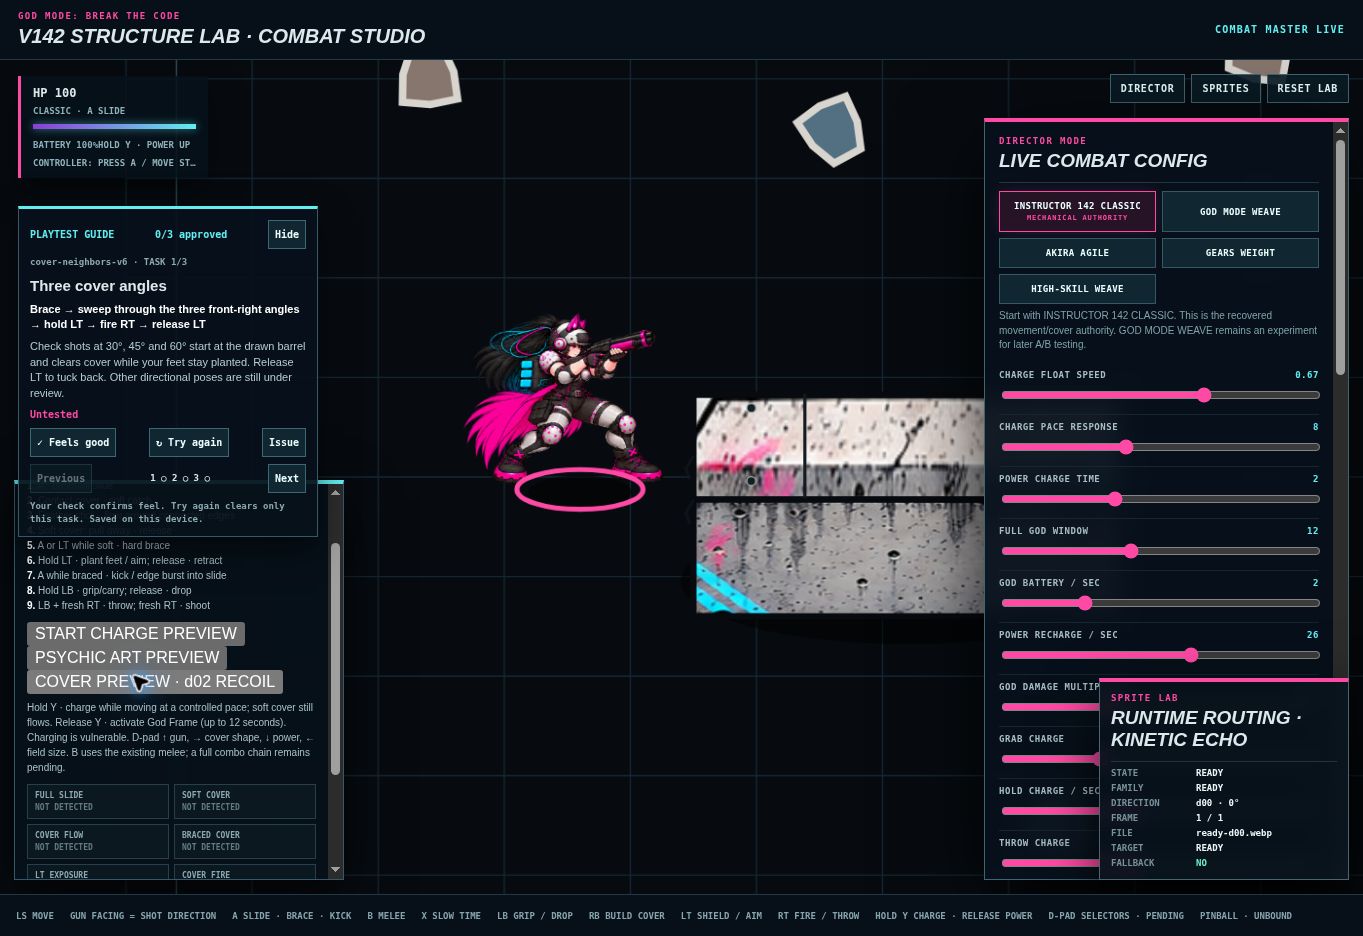 GOD MODE: BREAK THE CODE
V142 STRUCTURE LAB · COMBAT STUDIO
COMBAT MASTER LIVE
HP 100
CLASSIC · A SLIDE
BATTERY 100%HOLD Y · POWER UP
CONTROLLER: PRESS A / MOVE ST…
DIRECTOR
SPRITES
RESET LAB
PLAYTEST GUIDE
0/3 approved
Hide
cover-neighbors-v6 · TASK 1/3
Three cover angles
Brace → sweep through the three front-right angles
→ hold LT → fire RT → release LT
Check shots at 30°, 45° and 60° start at the drawn barrel
and clears cover while your feet stay planted. Release
LT to tuck back. Other directional poses are still under
review.
Untested
✓ Feels good
↻ Try again
Issue
Previous
1 ○ 2 ○ 3 ○
Next
Your check confirms feel. Try again clears only
this task. Saved on this device.
5. A or LT while soft · hard brace
6. Hold LT · plant feet / aim; release · retract
7. A while braced · kick / edge burst into slide
8. Hold LB · grip/carry; release · drop
9. LB + fresh RT · throw; fresh RT · shoot
START CHARGE PREVIEW
PSYCHIC ART PREVIEW
COVER PREVIEW · d02 RECOIL
Hold Y · charge while moving at a controlled pace; soft cover still
flows. Release Y · activate God Frame (up to 12 seconds).
Charging is vulnerable. D-pad ↑ gun, → cover shape, ↓ power, ←
field size. B uses the existing melee; a full combo chain remains
pending.
FULL SLIDE
NOT DETECTED
SOFT COVER
NOT DETECTED
COVER FLOW
NOT DETECTED
BRACED COVER
NOT DETECTED
LT EXPOSURE
COVER FIRE
DIRECTOR MODE
LIVE COMBAT CONFIG
INSTRUCTOR 142 CLASSIC
MECHANICAL AUTHORITY
GOD MODE WEAVE
AKIRA AGILE
GEARS WEIGHT
HIGH-SKILL WEAVE
Start with INSTRUCTOR 142 CLASSIC. This is the recovered
movement/cover authority. GOD MODE WEAVE remains an experiment
for later A/B testing.
CHARGE FLOAT SPEED 0.67
CHARGE PACE RESPONSE 8
POWER CHARGE TIME 2
FULL GOD WINDOW 12
GOD BATTERY / SEC 2
POWER RECHARGE / SEC 26
GOD DAMAGE MULTIP
GRAB CHARGE
HOLD CHARGE / SEC
THROW CHARGE
SPRITE LAB
RUNTIME ROUTING ·
KINETIC ECHO
STATE READY
FAMILY READY
DIRECTION d00 · 0°
FRAME 1 / 1
FILE ready-d00.webp
TARGET READY
FALLBACK NO
LS MOVE GUN FACING = SHOT DIRECTION A SLIDE · BRACE · KICK B MELEE X SLOW TIME LB GRIP / DROP RB BUILD COVER LT SHIELD / AIM RT FIRE / THROW HOLD Y CHARGE · RELEASE POWER D-PAD SELECTORS · PENDING PINBALL · UNBOUND